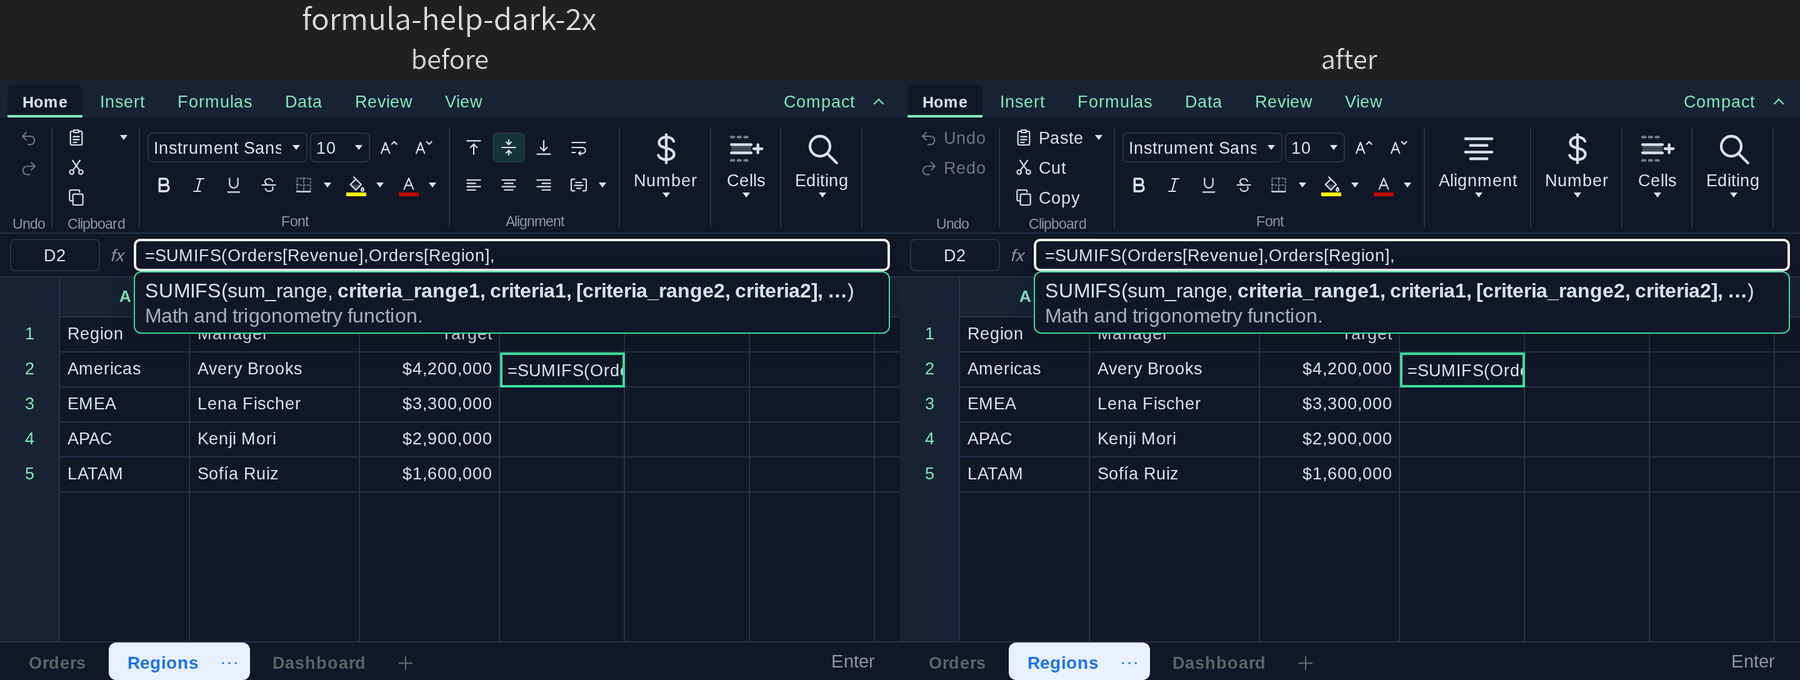 formula-help-dark-2x
before
after
Home Insert Formulas Data Review View Compact
Instrument Sans 10
Number Cells Editing
Undo Clipboard Font Alignment
D2 fx =SUMIFS(Orders[Revenue],Orders[Region],
A SUMIFS(sum_range, criteria_range1, criteria1, [criteria_range2, criteria2], …)
Math and trigonometry function.
1 Region Manager Target
2 Americas Avery Brooks $4,200,000 =SUMIFS(Orde
3 EMEA Lena Fischer $3,300,000
4 APAC Kenji Mori $2,900,000
5 LATAM Sofía Ruiz $1,600,000
Orders Regions ··· Dashboard + Enter
Home Insert Formulas Data Review View Compact
Undo Paste
Redo Cut
Copy
Instrument Sans 10
Alignment Number Cells Editing
Undo Clipboard Font
D2 fx =SUMIFS(Orders[Revenue],Orders[Region],
A SUMIFS(sum_range, criteria_range1, criteria1, [criteria_range2, criteria2], …)
Math and trigonometry function.
1 Region Manager Target
2 Americas Avery Brooks $4,200,000 =SUMIFS(Orde
3 EMEA Lena Fischer $3,300,000
4 APAC Kenji Mori $2,900,000
5 LATAM Sofía Ruiz $1,600,000
Orders Regions ··· Dashboard + Enter